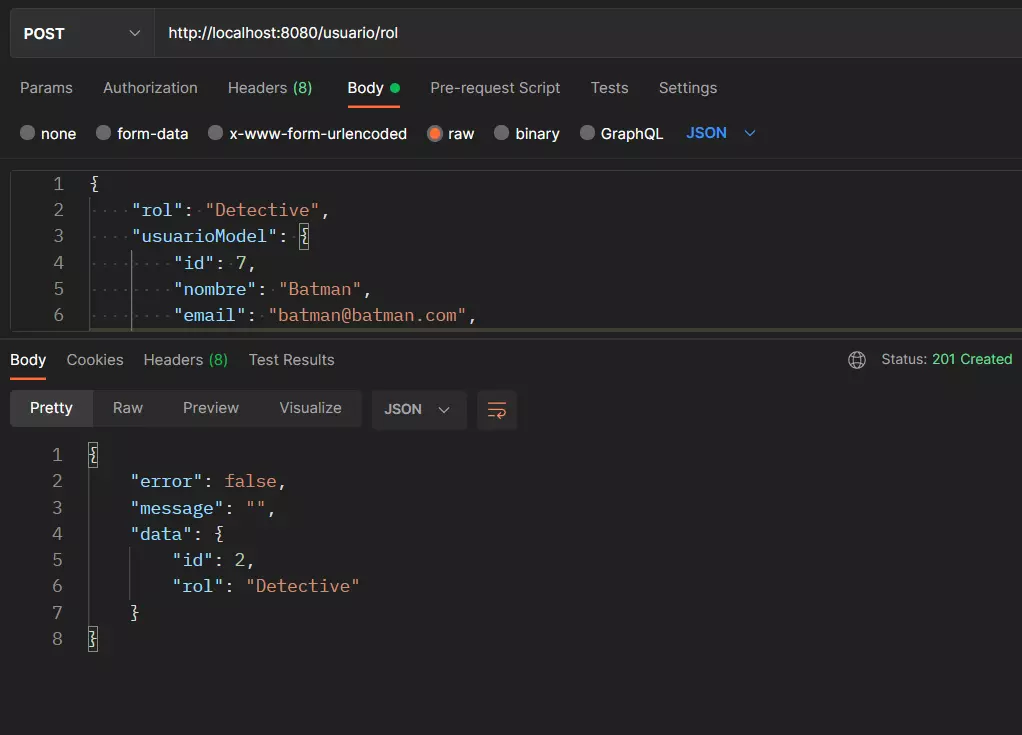 POST http://localhost:8080/usuario/rol
Params Authorization Headers (8) Body Pre-request Script Tests Settings
none form-data x-www-form-urlencoded raw binary GraphQL JSON
1 {
2 "rol": "Detective",
3 "usuarioModel": {
4 "id": 7,
5 "nombre": "Batman",
6 "email": "batman@batman.com",
Body Cookies Headers (8) Test Results Status: 201 Created
Pretty Raw Preview Visualize JSON
1 {
2 "error": false,
3 "message": "",
4 "data": {
5 "id": 2,
6 "rol": "Detective"
7 }
8 }